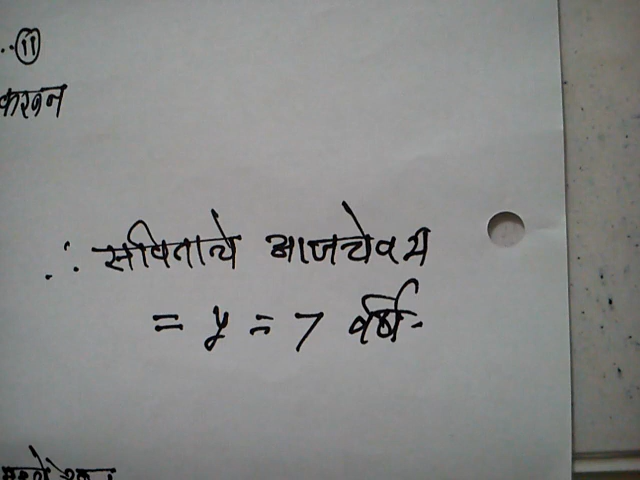 ..(11)
करून
∴ सविताचे आजचे वय
= y = 7 वर्षे.